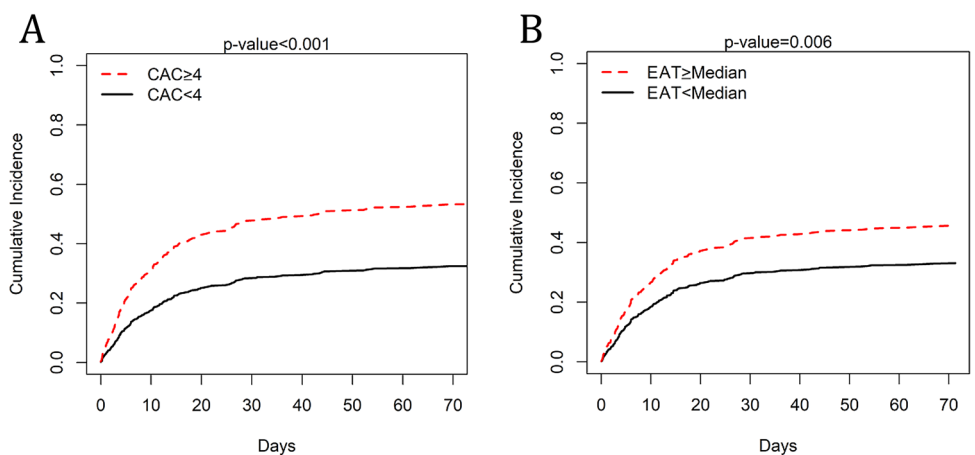 A
p-value<0.001
CAC≥4
CAC<4
Cumulative Incidence
0.0 0.2 0.4 0.6 0.8 1.0
0 10 20 30 40 50 60 70
Days
B
p-value=0.006
EAT≥Median
EAT<Median
Cumulative Incidence
0.0 0.2 0.4 0.6 0.8 1.0
0 10 20 30 40 50 60 70
Days